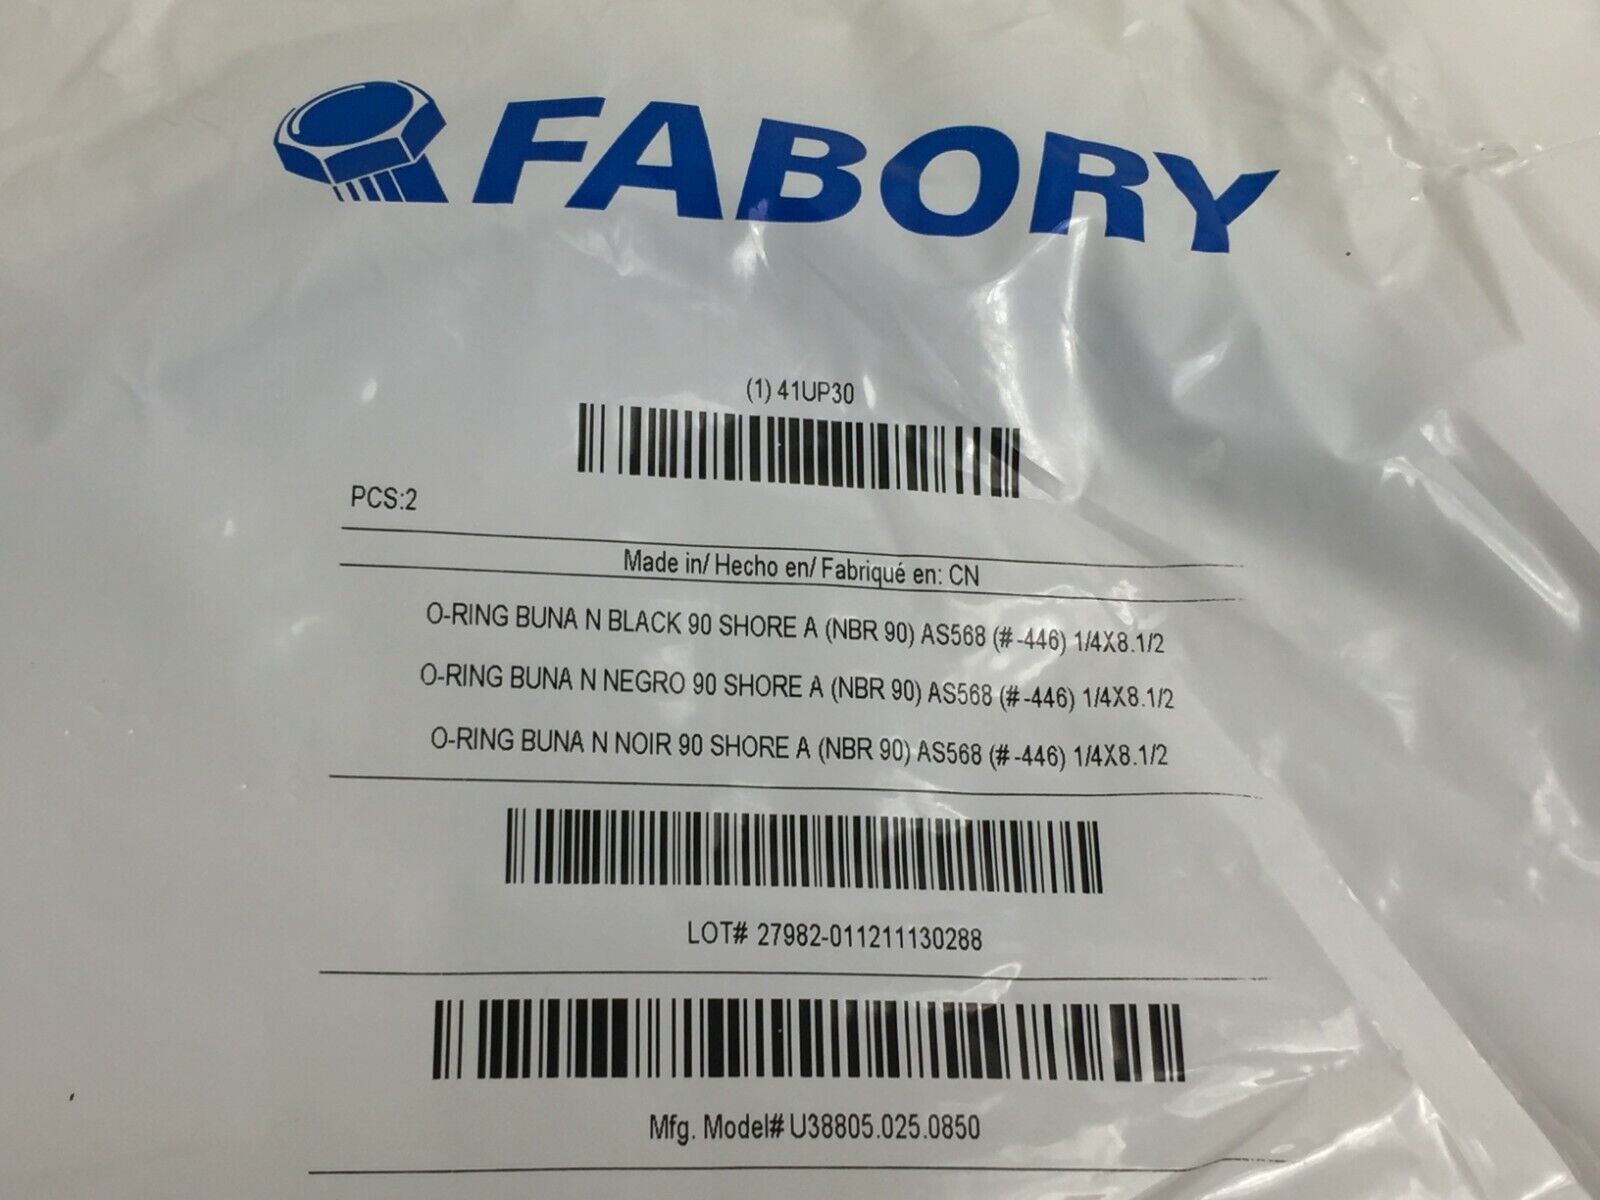 FABORY
(1) 41UP30
PCS:2
Made in/ Hecho en/ Fabriqué en: CN
O-RING BUNA N BLACK 90 SHORE A (NBR 90) AS568 (#-446) 1/4X8.1/2
O-RING BUNA N NEGRO 90 SHORE A (NBR 90) AS568 (#-446) 1/4X8.1/2
O-RING BUNA N NOIR 90 SHORE A (NBR 90) AS568 (#-446) 1/4X8.1/2
LOT# 27982-011211130288
Mfg. Model# U38805.025.0850